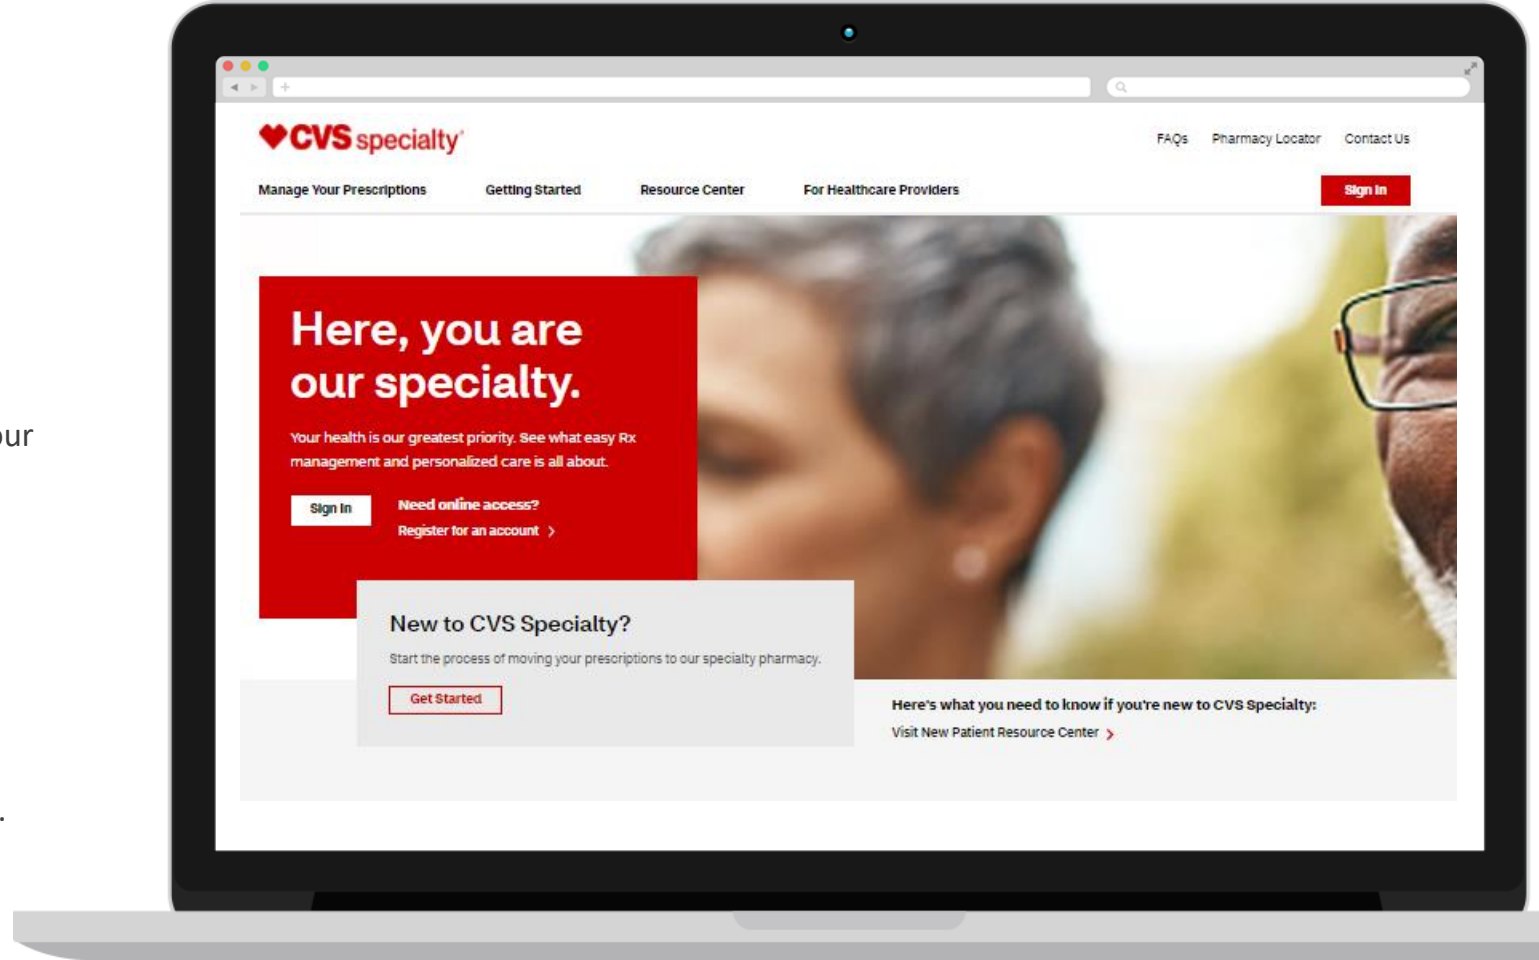 CVS specialty
FAQs Pharmacy Locator Contact Us
Manage Your Prescriptions Getting Started Resource Center For Healthcare Providers Sign In
Here, you are
our specialty.
Your health is our greatest priority. See what easy Rx
management and personalized care is all about.
Sign In
Need online access?
Register for an account
New to CVS Specialty?
Start the process of moving your prescriptions to our specialty pharmacy.
Get Started
Here's what you need to know if you're new to CVS Specialty:
Visit New Patient Resource Center